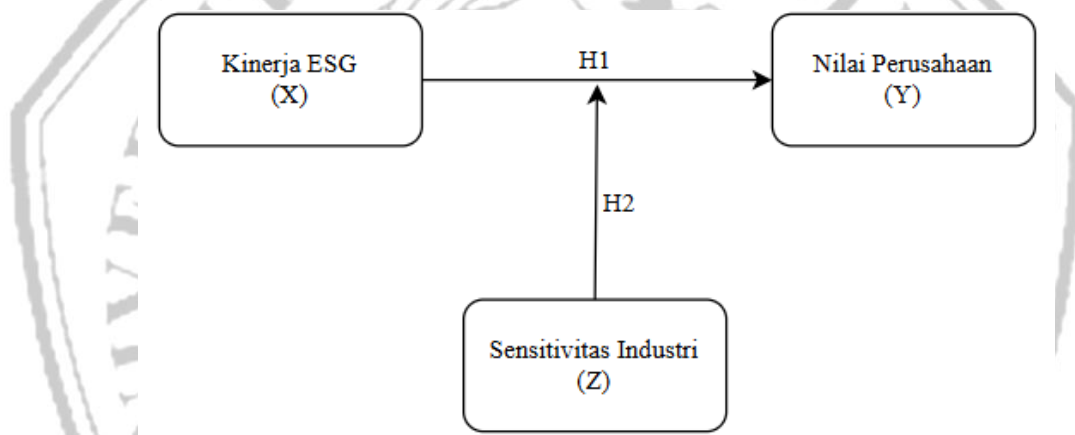 Kinerja ESG
(X)
H1
Nilai Perusahaan
(Y)
H2
Sensitivitas Industri
(Z)